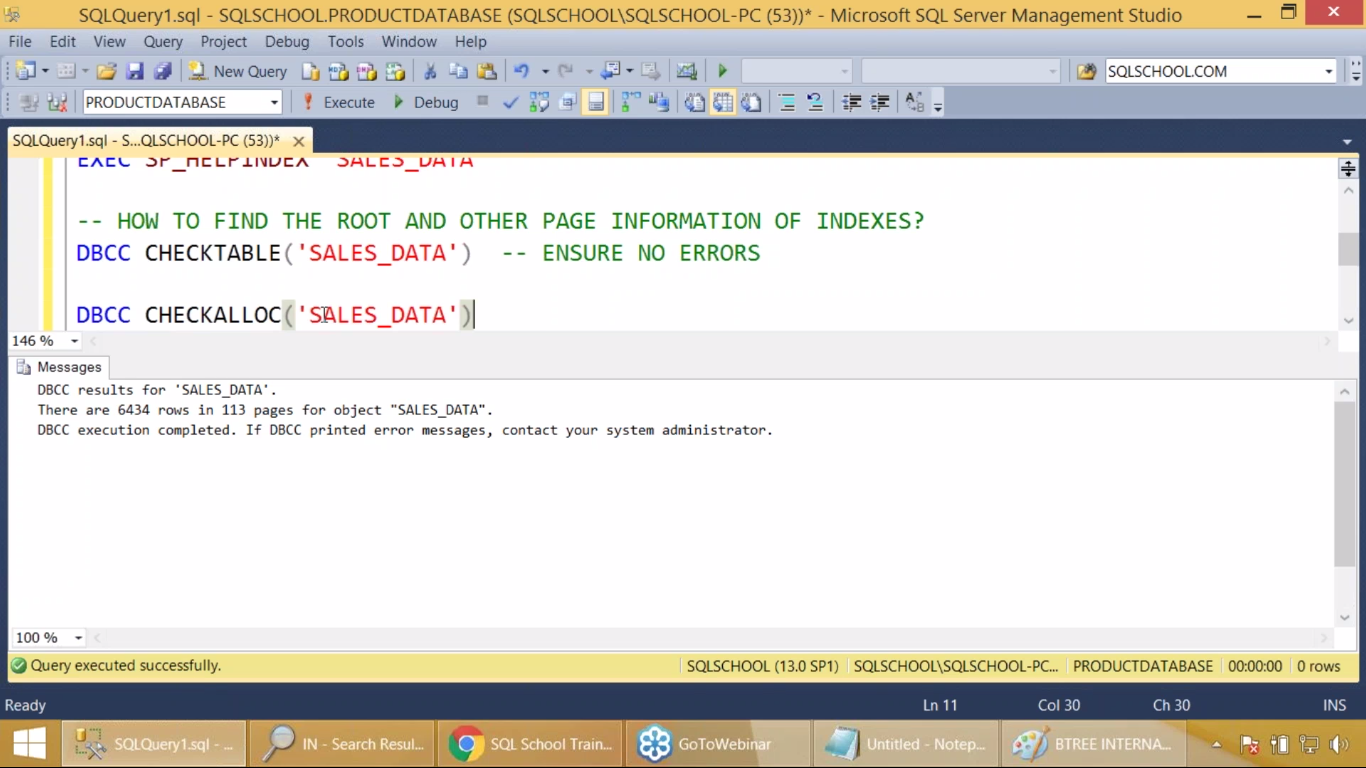 SQLQuery1.sql - SQLSCHOOL.PRODUCTDATABASE (SQLSCHOOL\SQLSCHOOL-PC (53))* - Microsoft SQL Server Management Studio
File Edit View Query Project Debug Tools Window Help
New Query SQLSCHOOL.COM
PRODUCTDATABASE Execute Debug
SQLQuery1.sql - S...QLSCHOOL-PC (53))*
EXEC SP_HELPINDEX 'SALES_DATA'
-- HOW TO FIND THE ROOT AND OTHER PAGE INFORMATION OF INDEXES?
DBCC CHECKTABLE('SALES_DATA') -- ENSURE NO ERRORS
DBCC CHECKALLOC('SALES_DATA')
146 %
Messages
DBCC results for 'SALES_DATA'.
There are 6434 rows in 113 pages for object "SALES_DATA".
DBCC execution completed. If DBCC printed error messages, contact your system administrator.
100 %
Query executed successfully. SQLSCHOOL (13.0 SP1) SQLSCHOOL\SQLSCHOOL-PC... PRODUCTDATABASE 00:00:00 0 rows
Ready Ln 11 Col 30 Ch 30 INS
SQLQuery1.sql - ... IN - Search Resul... SQL School Train... GoToWebinar Untitled - Notep... BTREE INTERNA...